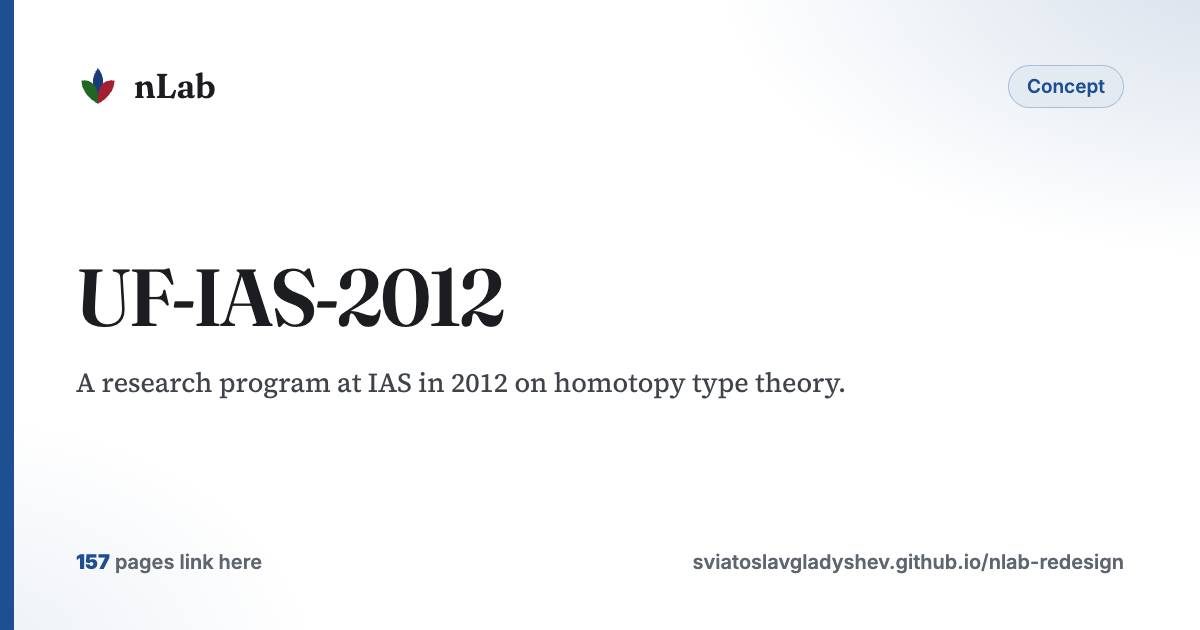 nLab
Concept
UF-IAS-2012
A research program at IAS in 2012 on homotopy type theory.
157 pages link here
sviatoslavgladyshev.github.io/nlab-redesign